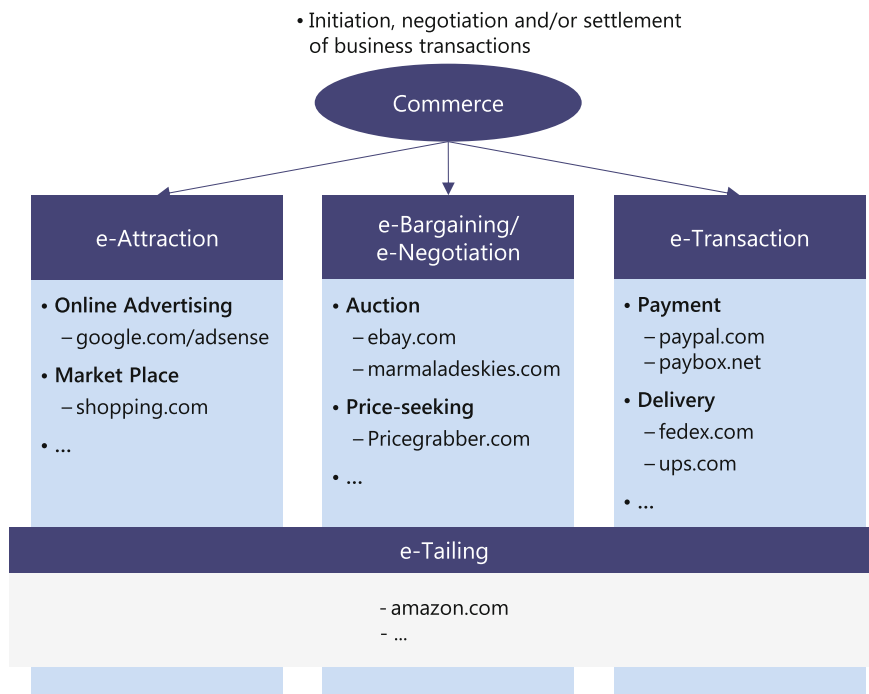 • Initiation, negotiation and/or settlement
of business transactions
Commerce
e-Attraction
• Online Advertising
– google.com/adsense
• Market Place
– shopping.com
• ...
e-Bargaining/
e-Negotiation
• Auction
– ebay.com
– marmaladeskies.com
• Price-seeking
– Pricegrabber.com
• ...
e-Transaction
• Payment
– paypal.com
– paybox.net
• Delivery
– fedex.com
– ups.com
• ...
e-Tailing
- amazon.com
- ...